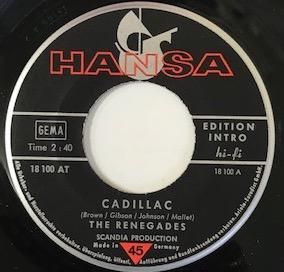 HANSA
GEMA
EDITION
INTRO
Time 2:40
hi-fi
18 100 AT
18 100 A
CADILLAC
(Brown / Gibson / Johnson / Mallet)
THE RENEGADES
SCANDIA PRODUCTION
Made in 45 Germany